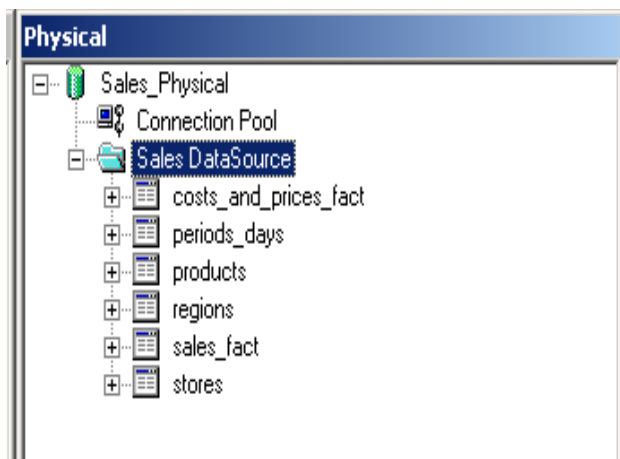 Physical
Sales_Physical
Connection Pool
Sales DataSource
costs_and_prices_fact
periods_days
products
regions
sales_fact
stores